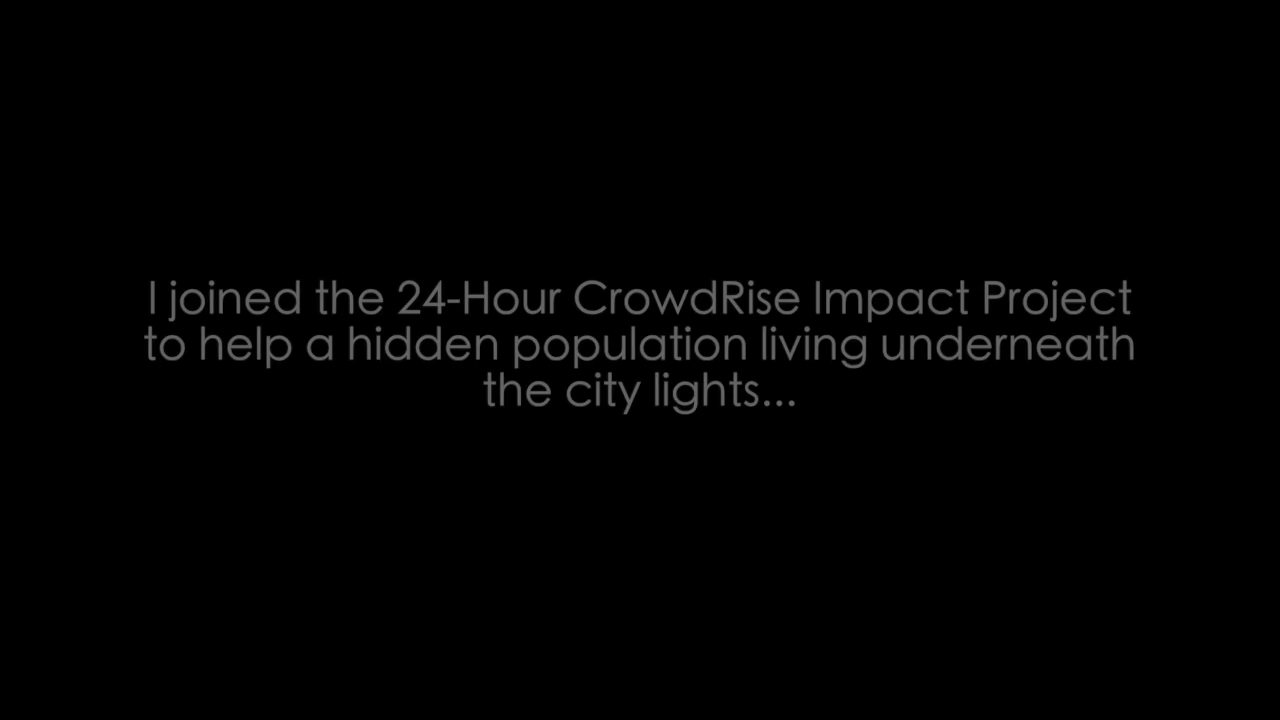 I joined the 24-Hour CrowdRise Impact Project
to help a hidden population living underneath
the city lights...